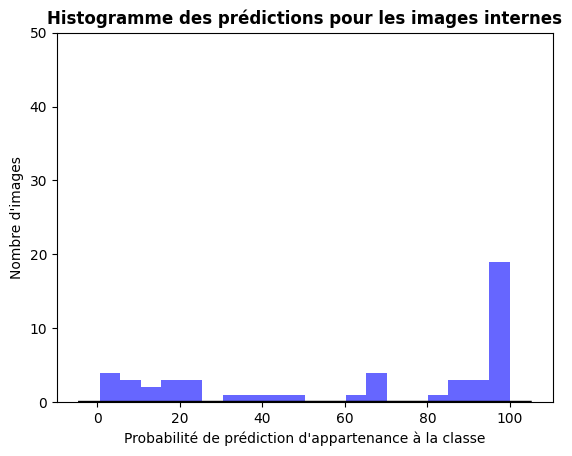 Histogramme des prédictions pour les images internes
50
40
30
20
10
0
Nombre d'images
0 20 40 60 80 100
Probabilité de prédiction d'appartenance à la classe